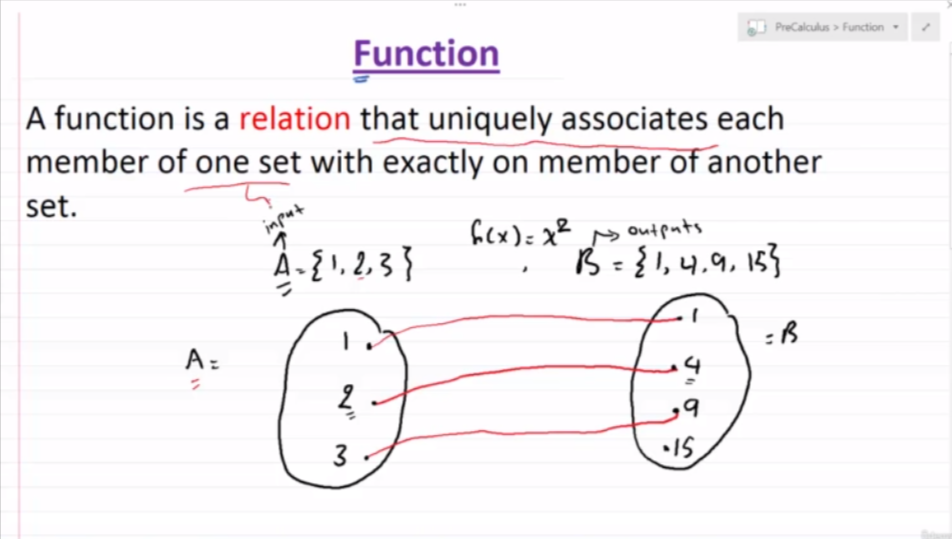 PreCalculus > Function
Function
A function is a relation that uniquely associates each
member of one set with exactly on member of another
set.
input
h(x) = x² → outputs
A = {1, 2, 3} B = {1, 4, 9, 15}
1 .1
= B
A =
2 .4
.9
3 .15